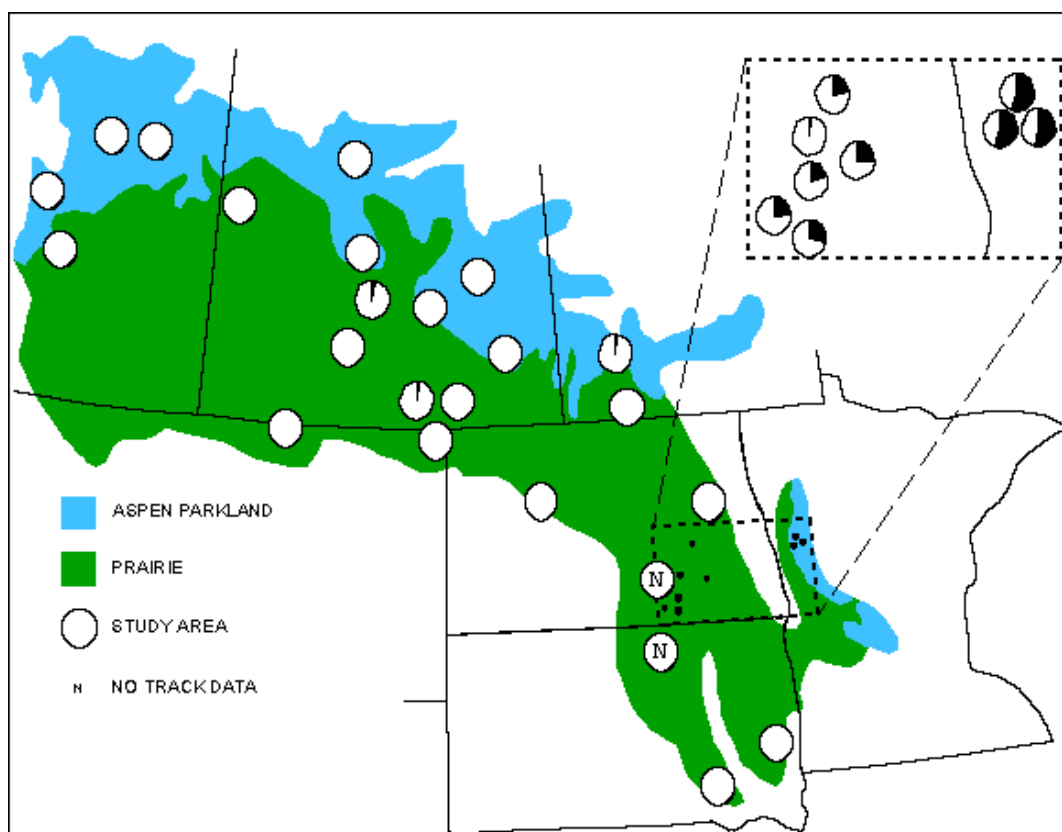 N
N
ASPEN PARKLAND
PRAIRIE
STUDY AREA
N NO TRACK DATA